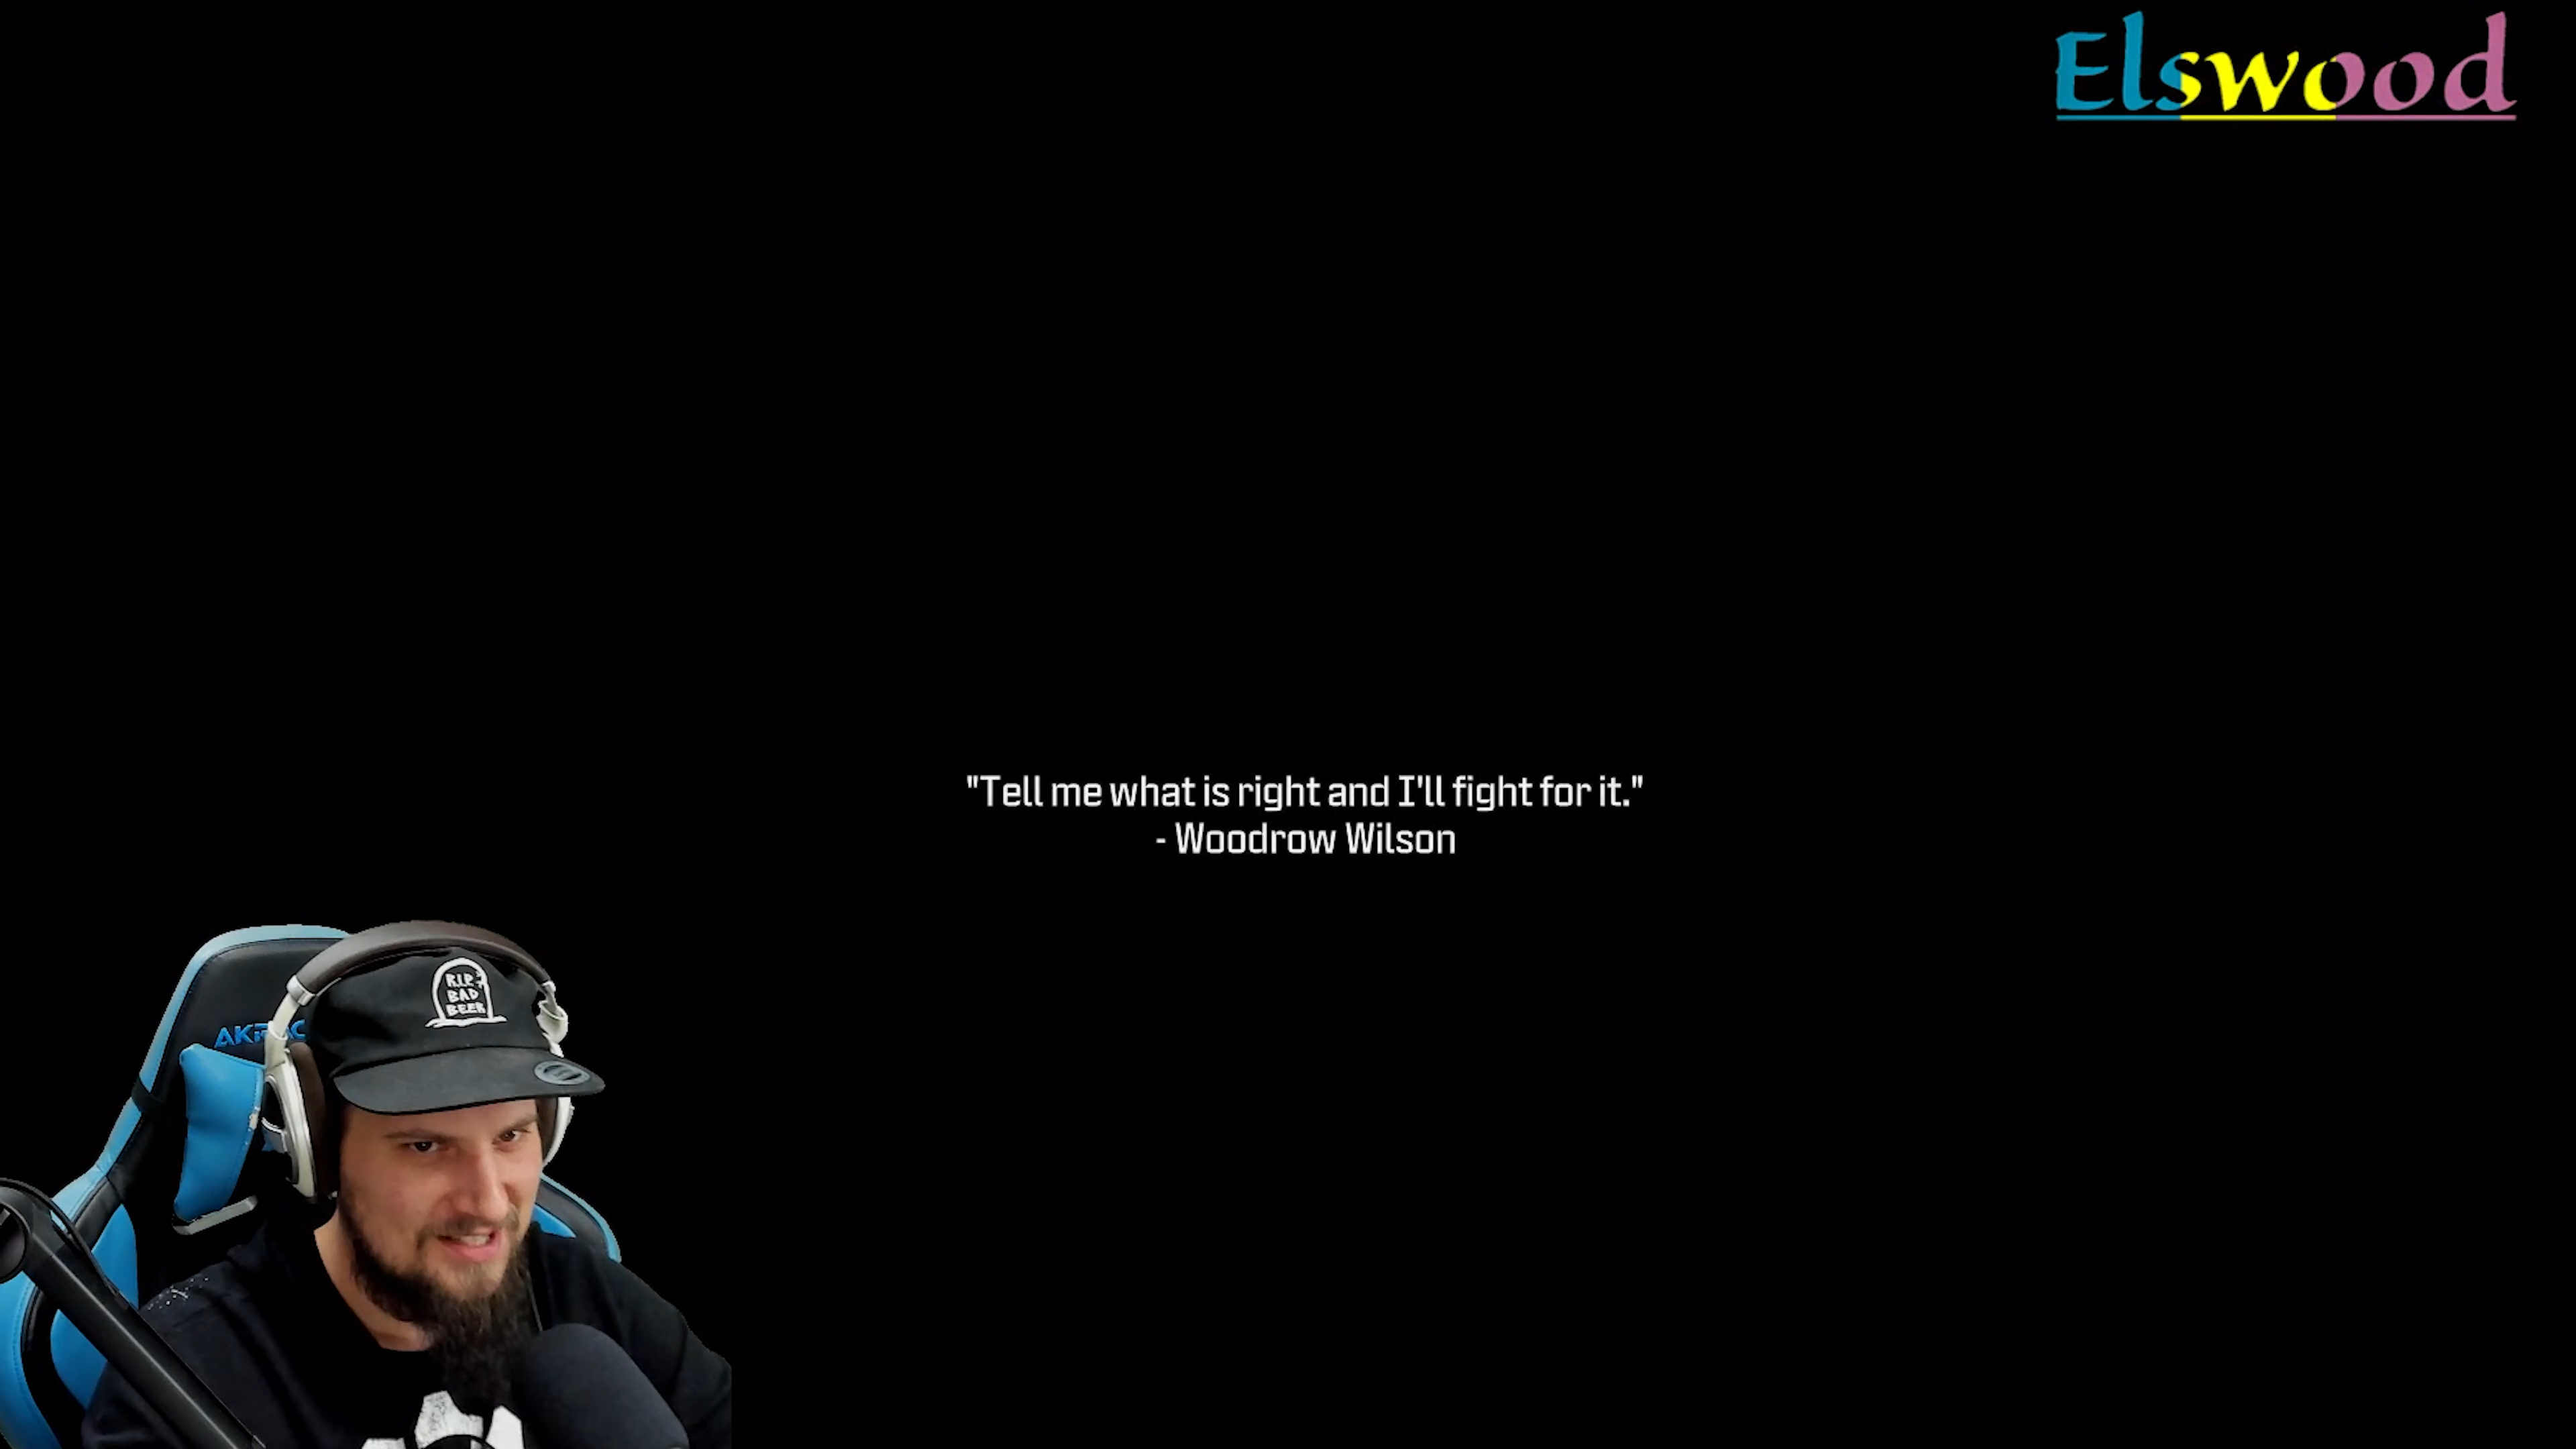 Elswood
"Tell me what is right and I'll fight for it."
- Woodrow Wilson
R.I.P.
BAD
BEER